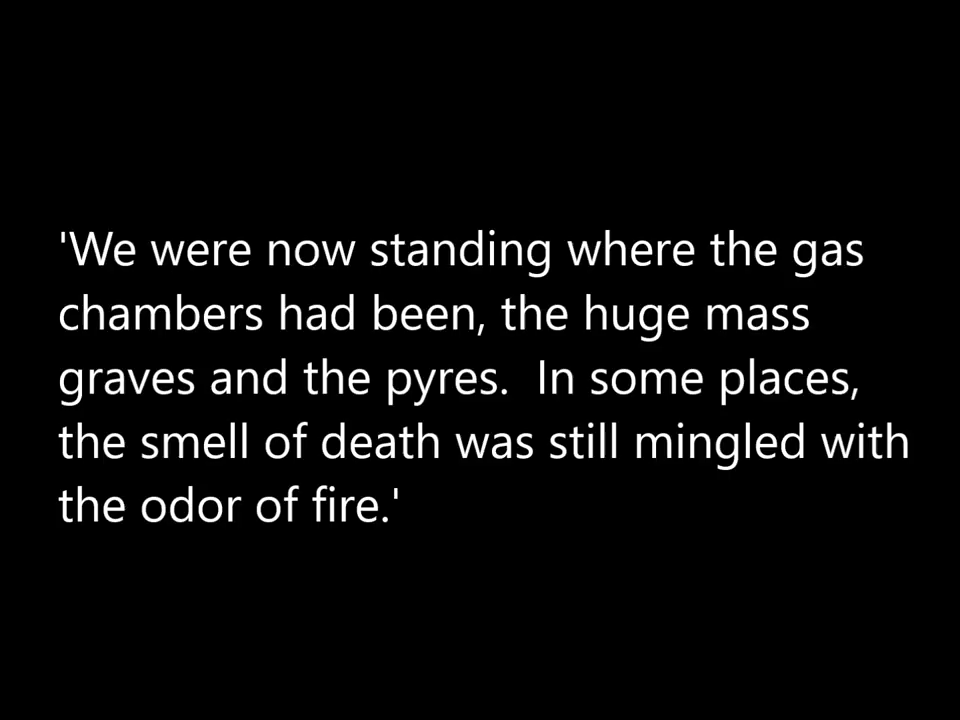 'We were now standing where the gas
chambers had been, the huge mass
graves and the pyres.  In some places,
the smell of death was still mingled with
the odor of fire.'